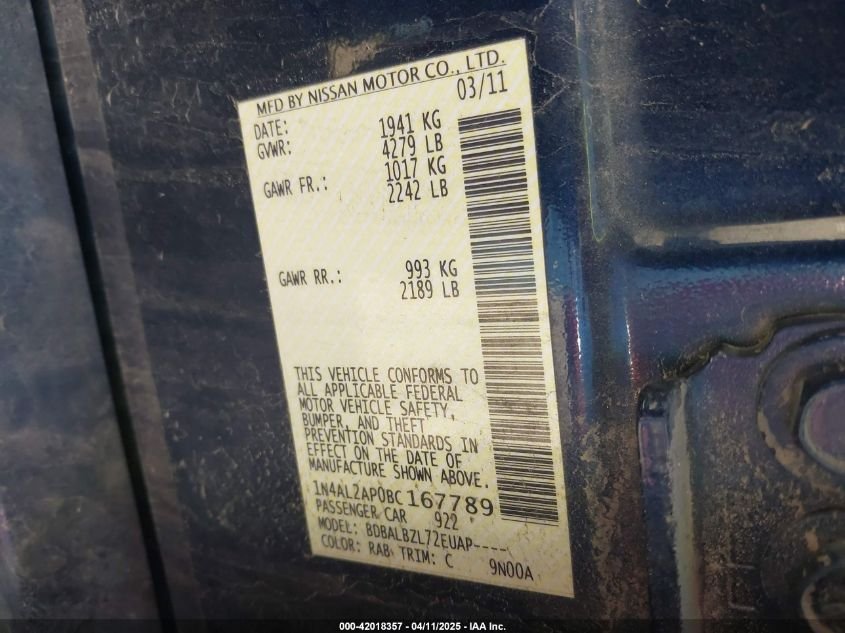 MFD BY NISSAN MOTOR CO., LTD.
DATE: 03/11
GVWR: 1941 KG
4279 LB
GAWR FR.: 1017 KG
2242 LB
GAWR RR.: 993 KG
2189 LB
THIS VEHICLE CONFORMS TO
ALL APPLICABLE FEDERAL
MOTOR VEHICLE SAFETY,
BUMPER, AND THEFT
PREVENTION STANDARDS IN
EFFECT ON THE DATE OF
MANUFACTURE SHOWN ABOVE.
1N4AL2AP0BC167789
PASSENGER CAR 922
MODEL: BDBALBZL72EUAP-----
COLOR: RAB TRIM: C 9N00A
000-42018357 - 04/11/2025 - IAA Inc.